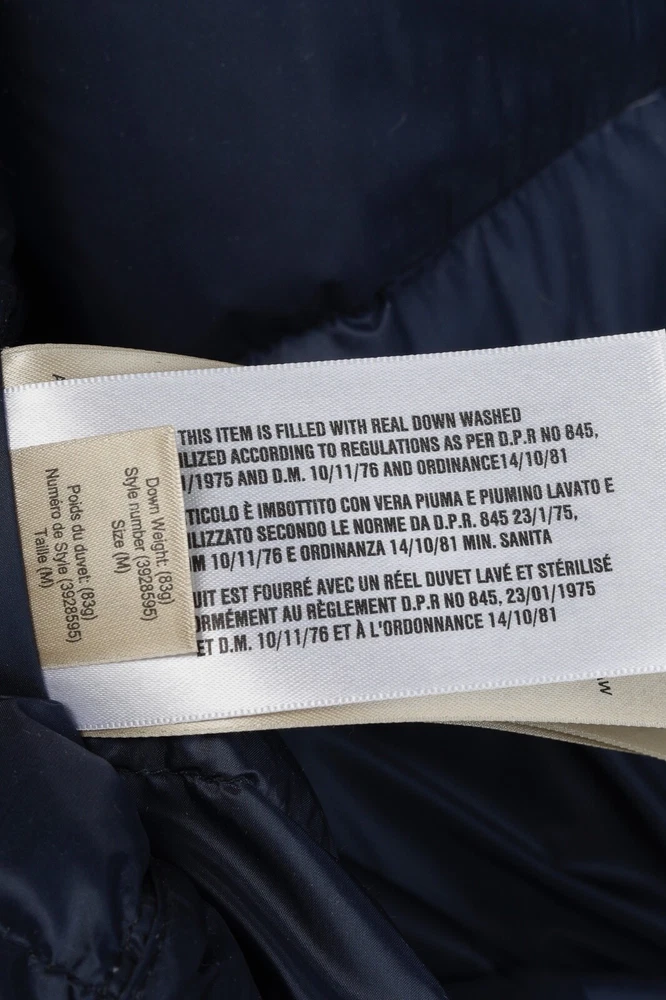 THIS ITEM IS FILLED WITH REAL DOWN WASHED
ILIZED ACCORDING TO REGULATIONS AS PER D.P.R NO 845,
/1975 AND D.M. 10/11/76 AND ORDINANCE14/10/81
TICOLO È IMBOTTITO CON VERA PIUMA E PIUMINO LAVATO E
ILIZZATO SECONDO LE NORME DA D.P.R. 845 23/1/75,
M 10/11/76 E ORDINANZA 14/10/81 MIN. SANITA
UIT EST FOURRÉ AVEC UN RÉEL DUVET LAVÉ ET STÉRILISÉ
ORMÉMENT AU RÈGLEMENT D.P.R NO 845, 23/01/1975
ET D.M. 10/11/76 ET À L'ORDONNANCE 14/10/81
Down Weight: (83g)
Style number (3928595)
Size (M)
Poids du duvet: (83g)
Numéro de Style (3928595)
Taille (M)